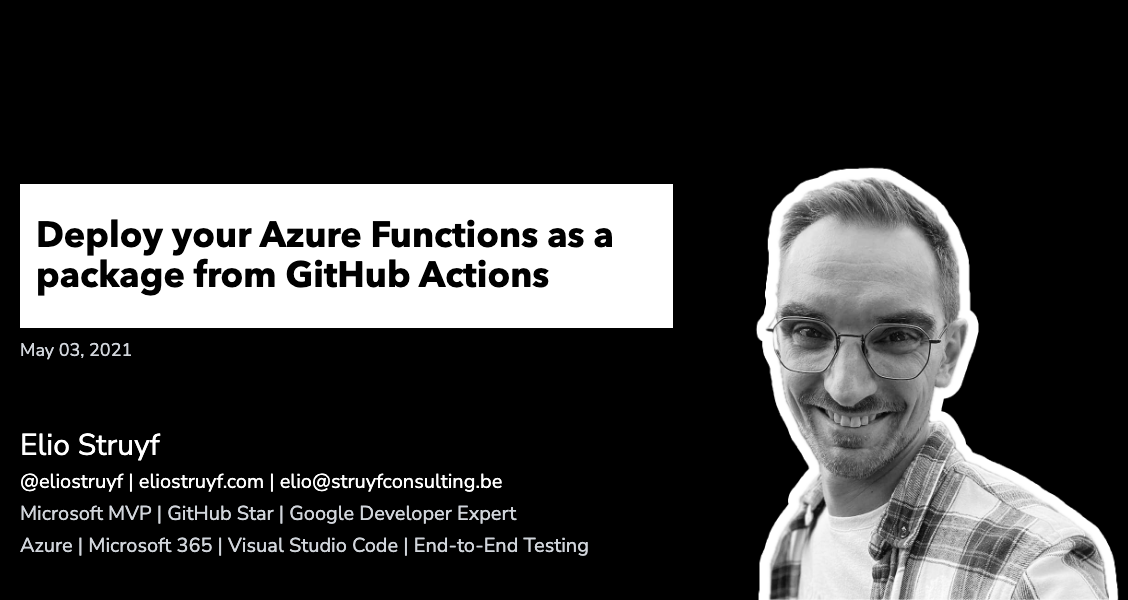 Deploy your Azure Functions as a
package from GitHub Actions
May 03, 2021
Elio Struyf
@eliostruyf | eliostruyf.com | elio@struyfconsulting.be
Microsoft MVP | GitHub Star | Google Developer Expert
Azure | Microsoft 365 | Visual Studio Code | End-to-End Testing